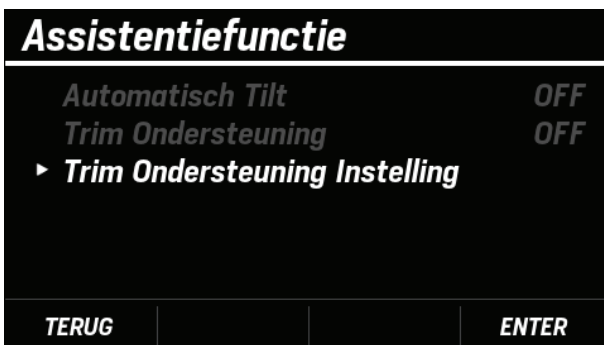 Assistentiefunctie
Automatisch Tilt OFF
Trim Ondersteuning OFF
Trim Ondersteuning Instelling
TERUG ENTER